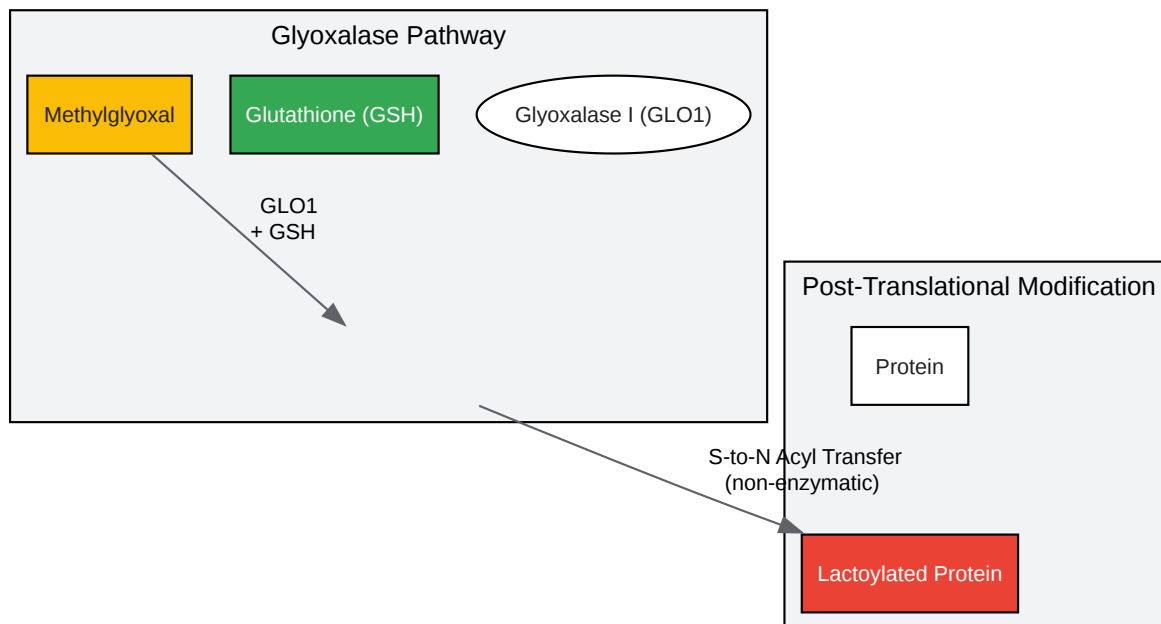 Glyoxalase Pathway
Methylglyoxal
Glutathione (GSH)
Glyoxalase I (GLO1)
GLO1
+ GSH
Post-Translational Modification
Protein
S-to-N Acyl Transfer
(non-enzymatic)
Lactoylated Protein